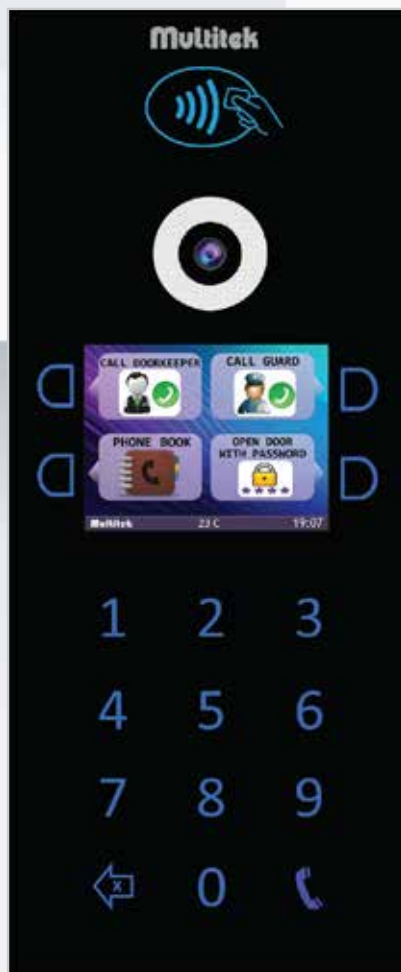 Multitek
CALL DOORKEEPER
CALL GUARD
PHONE BOOK
OPEN DOOR
WITH PASSWORD
****
Multitek 23 C 19:07
1 2 3
4 5 6
7 8 9
x 0